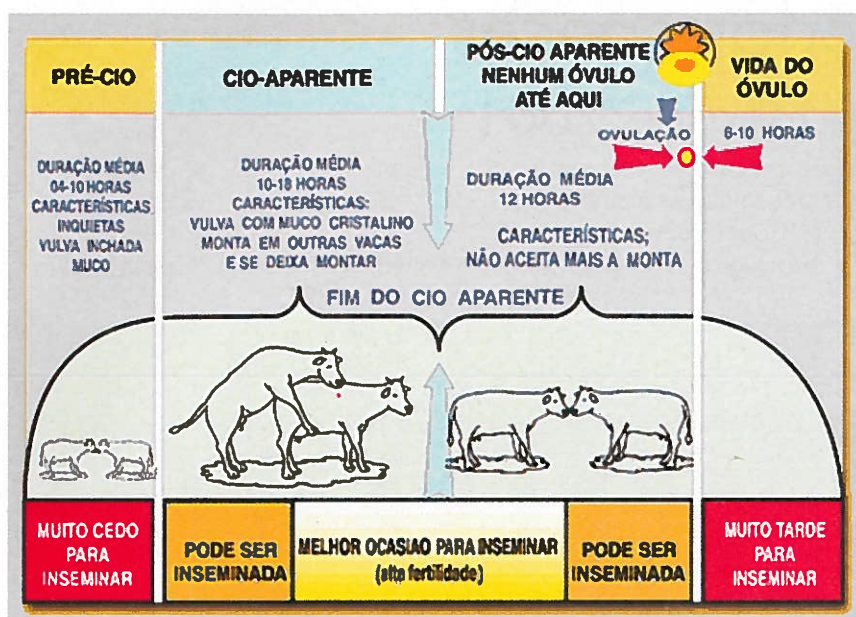 PRÉ-CIO
CIO-APARENTE
PÓS-CIO APARENTE
NENHUM ÓVULO
ATÉ AQUI
VIDA DO
ÓVULO
OVULAÇÃO
6-10 HORAS
DURAÇÃO MÉDIA
04-10 HORAS
CARACTERÍSTICAS
INQUIETAS
VULVA INCHADA
MUCO
DURAÇÃO MÉDIA
10-18 HORAS
CARACTERÍSTICAS:
VULVA COM MUCO CRISTALINO
MONTA EM OUTRAS VACAS
E SE DEIXA MONTAR
DURAÇÃO MÉDIA
12 HORAS
CARACTERÍSTICAS;
NÃO ACEITA MAIS A MONTA
FIM DO CIO APARENTE
MUITO CEDO
PARA
INSEMINAR
PODE SER
INSEMINADA
MELHOR OCASIAO PARA INSEMINAR
(alta fertilidade)
PODE SER
INSEMINADA
MUITO TARDE
PARA
INSEMINAR